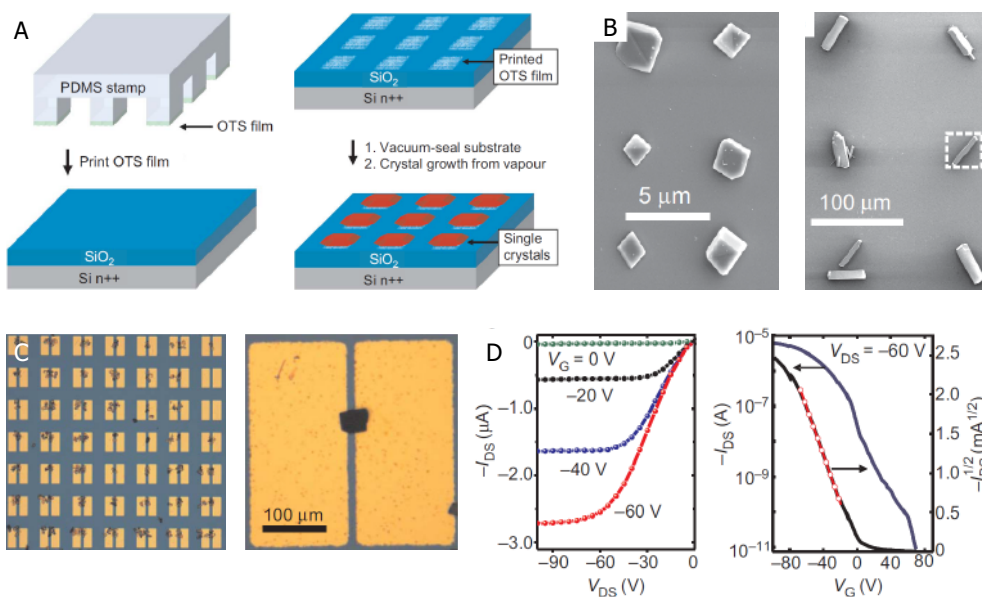 A
PDMS stamp
OTS film
Print OTS film
SiO2
Si n++
Printed
OTS film
SiO2
Si n++
1. Vacuum-seal substrate
2. Crystal growth from vapour
Single
crystals
SiO2
Si n++
B
5 μm
100 μm
C
100 μm
D
0
−1.0
−2.0
−3.0
−IDS (μA)
VG = 0 V
−20 V
−40 V
−60 V
−90 −60 −30 0
VDS (V)
10−5
10−7
10−9
10−11
−IDS (A)
VDS = −60 V
2.5
2.0
1.5
1.0
0.5
0
−IDS1/2 (mA1/2)
−80 −40 0 40 80
VG (V)